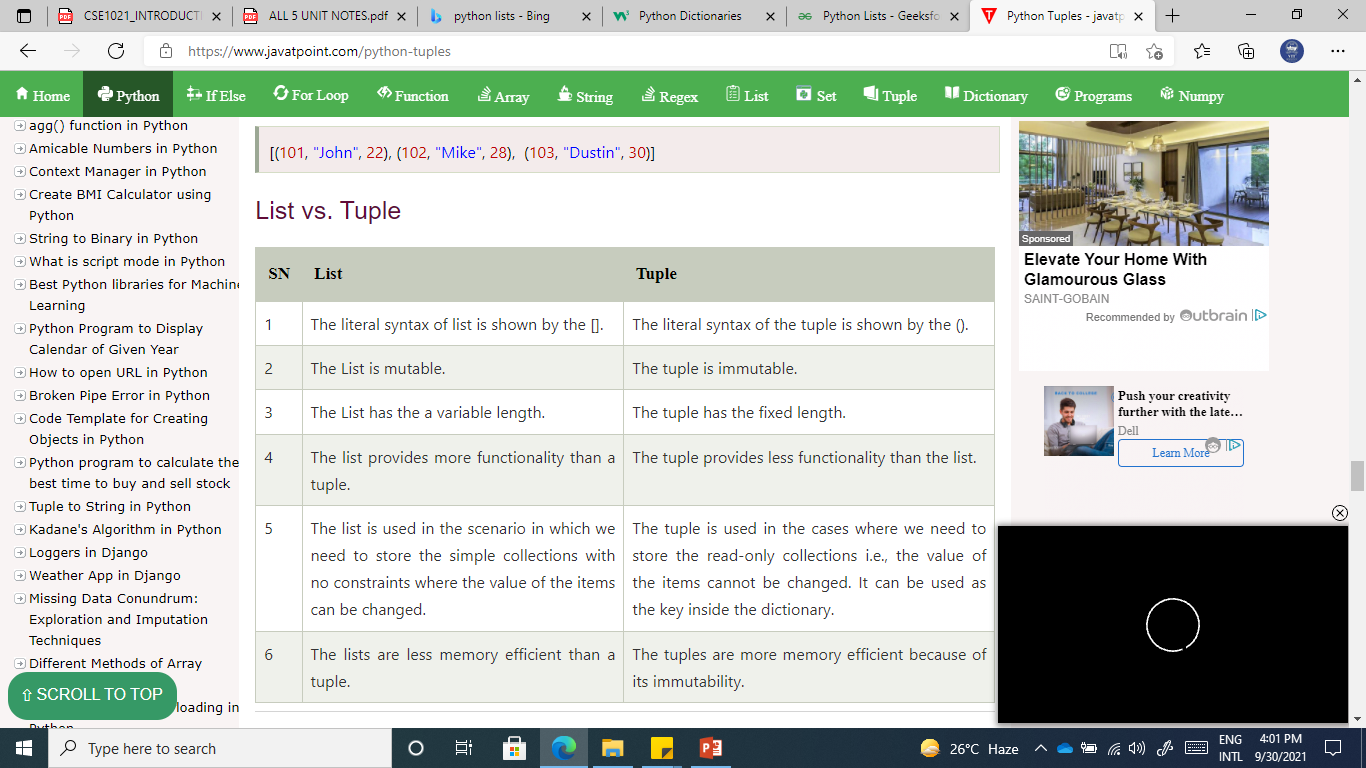 CSE1021_INTRODUCTI
ALL 5 UNIT NOTES.pdf
python lists - Bing
Python Dictionaries
Python Lists - Geeksfo
Python Tuples - javatp
https://www.javatpoint.com/python-tuples
Home Python If Else For Loop Function Array String Regex List Set Tuple Dictionary Programs Numpy
agg() function in Python
Amicable Numbers in Python
Context Manager in Python
Create BMI Calculator using
Python
String to Binary in Python
What is script mode in Python
Best Python libraries for Machine
Learning
Python Program to Display
Calendar of Given Year
How to open URL in Python
Broken Pipe Error in Python
Code Template for Creating
Objects in Python
Python program to calculate the
best time to buy and sell stock
Tuple to String in Python
Kadane's Algorithm in Python
Loggers in Django
Weather App in Django
Missing Data Conundrum:
Exploration and Imputation
Techniques
Different Methods of Array
loading in
Python
⇧ SCROLL TO TOP
[(101, "John", 22), (102, "Mike", 28),  (103, "Dustin", 30)]
List vs. Tuple
SN List Tuple
1 The literal syntax of list is shown by the []. The literal syntax of the tuple is shown by the ().
2 The List is mutable. The tuple is immutable.
3 The List has the a variable length. The tuple has the fixed length.
4 The list provides more functionality than a
tuple.
The tuple provides less functionality than the list.
5 The list is used in the scenario in which we
need to store the simple collections with
no constraints where the value of the items
can be changed.
The tuple is used in the cases where we need to
store the read-only collections i.e., the value of
the items cannot be changed. It can be used as
the key inside the dictionary.
6 The lists are less memory efficient than a
tuple.
The tuples are more memory efficient because of
its immutability.
Sponsored
Elevate Your Home With
Glamourous Glass
SAINT-GOBAIN
Recommended by Outbrain
BACK TO COLLEGE
Push your creativity
further with the late...
Dell
Learn More
Type here to search
26°C Haze
ENG
INTL
4:01 PM
9/30/2021